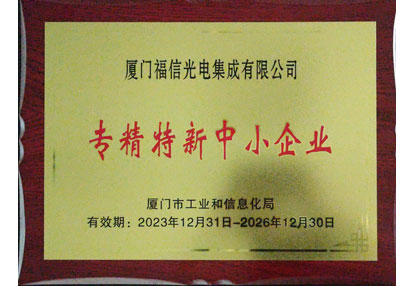 厦门福信光电集成有限公司
专精特新中小企业
厦门市工业和信息化局
有效期：2023年12月31日-2026年12月30日